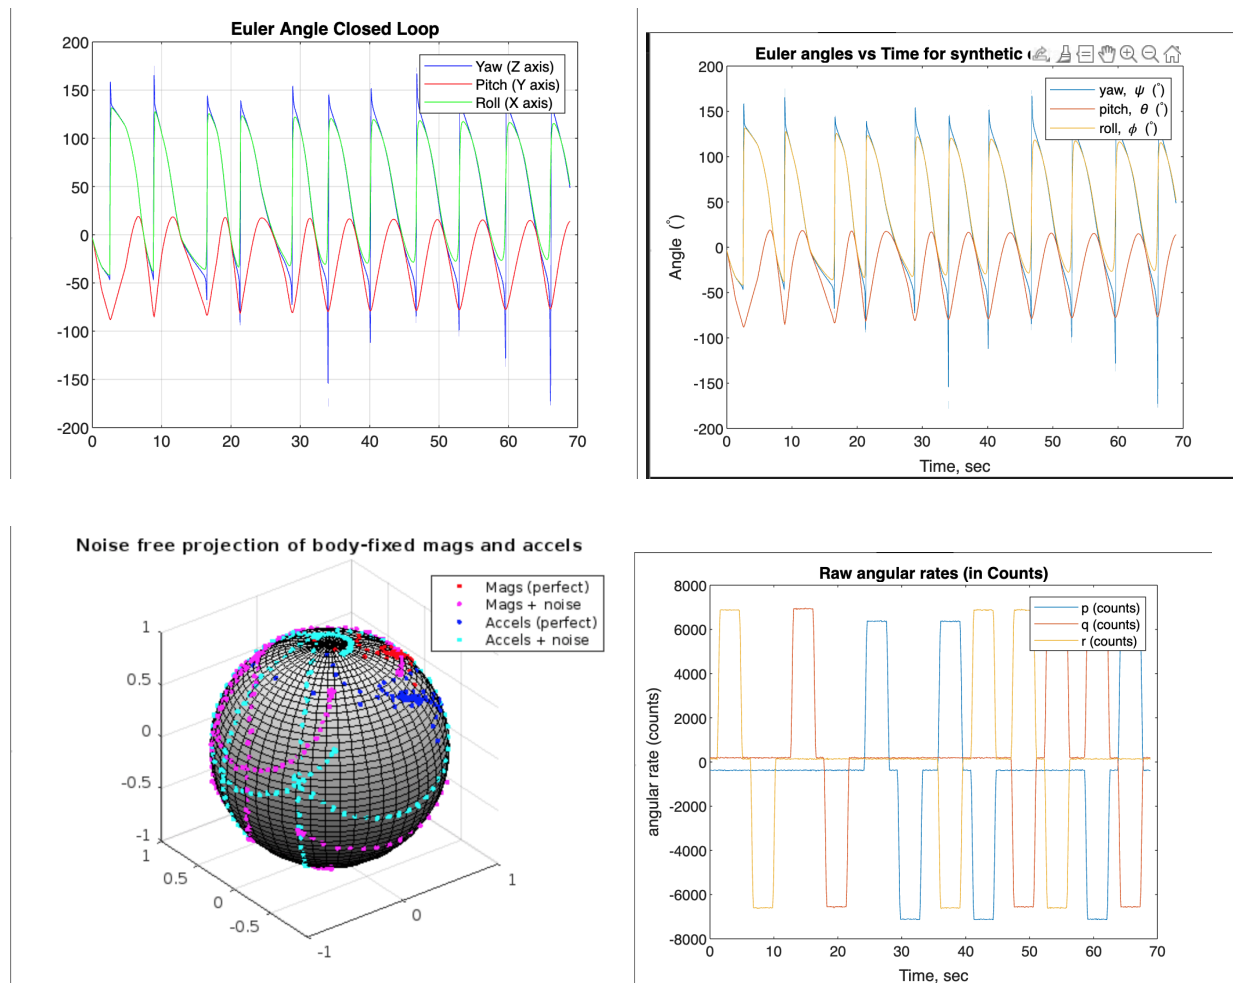 Euler Angle Closed Loop
200
150
100
50
0
-50
-100
-150
-200
0 10 20 30 40 50 60 70
Yaw (Z axis)
Pitch (Y axis)
Roll (X axis)
Euler angles vs Time for synthetic
200
150
100
50
0
-50
-100
-150
-200
0 10 20 30 40 50 60 70
Angle (°)
Time, sec
yaw, ψ (°)
pitch, θ (°)
roll, ϕ (°)
Noise free projection of body-fixed mags and accels
Mags (perfect)
Mags + noise
Accels (perfect)
Accels + noise
1
0.5
0
-0.5
-1
1
0.5
0
-0.5
-1
0
1
Raw angular rates (in Counts)
8000
6000
4000
2000
0
-2000
-4000
-6000
-8000
0 10 20 30 40 50 60 70
angular rate (counts)
Time, sec
p (counts)
q (counts)
r (counts)